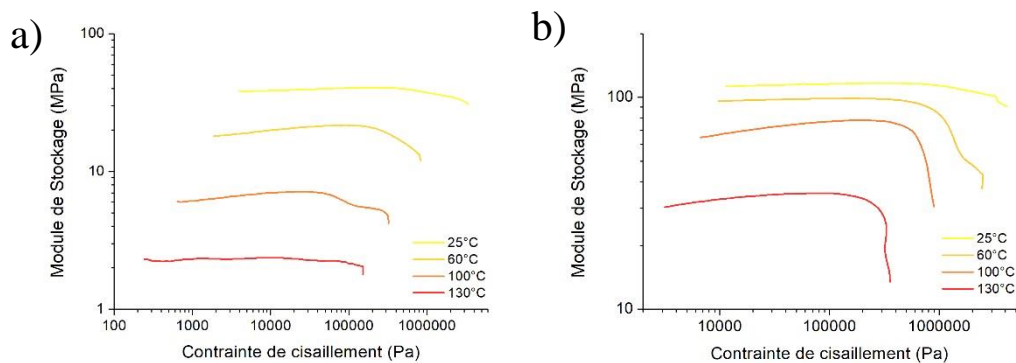 a)
100
10
1
Module de Stockage (MPa)
100 1000 10000 100000 1000000
Contrainte de cisaillement (Pa)
25°C
60°C
100°C
130°C
b)
100
10
Module de Stockage (MPa)
10000 100000 1000000
Contrainte de cisaillement (Pa)
25°C
60°C
100°C
130°C